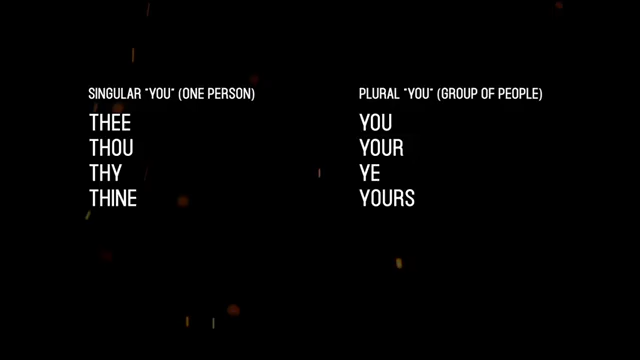 SINGULAR "YOU" (ONE PERSON)
THEE
THOU
THY
THINE
PLURAL "YOU" (GROUP OF PEOPLE)
YOU
YOUR
YE
YOURS